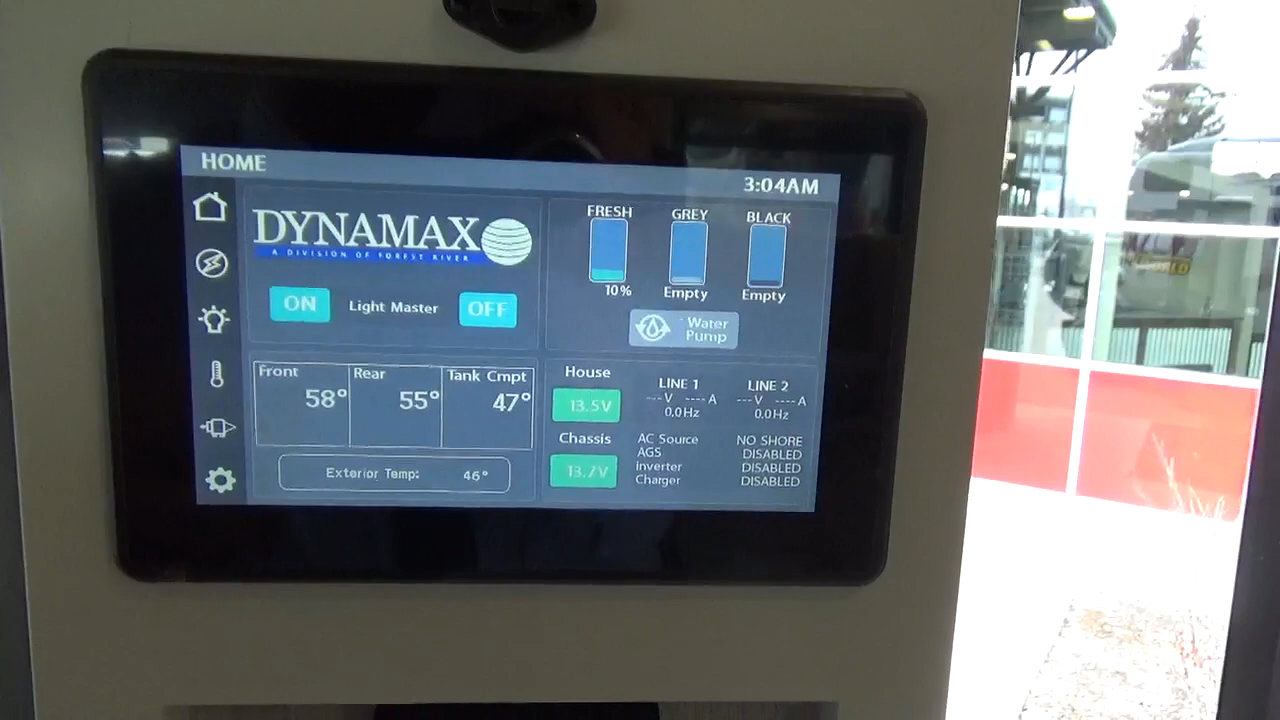 HOME
3:04AM
DYNAMAX
A DIVISION OF FOREST RIVER
ON Light Master OFF
FRESH GREY BLACK
10% Empty Empty
Water
Pump
Front Rear Tank Cmpt
58° 55° 47°
Exterior Temp: 46°
House
13.5V
Chassis
13.7V
LINE 1 LINE 2
---V ----A ---V ----A
0.0Hz 0.0Hz
AC Source NO SHORE
AGS DISABLED
Inverter DISABLED
Charger DISABLED